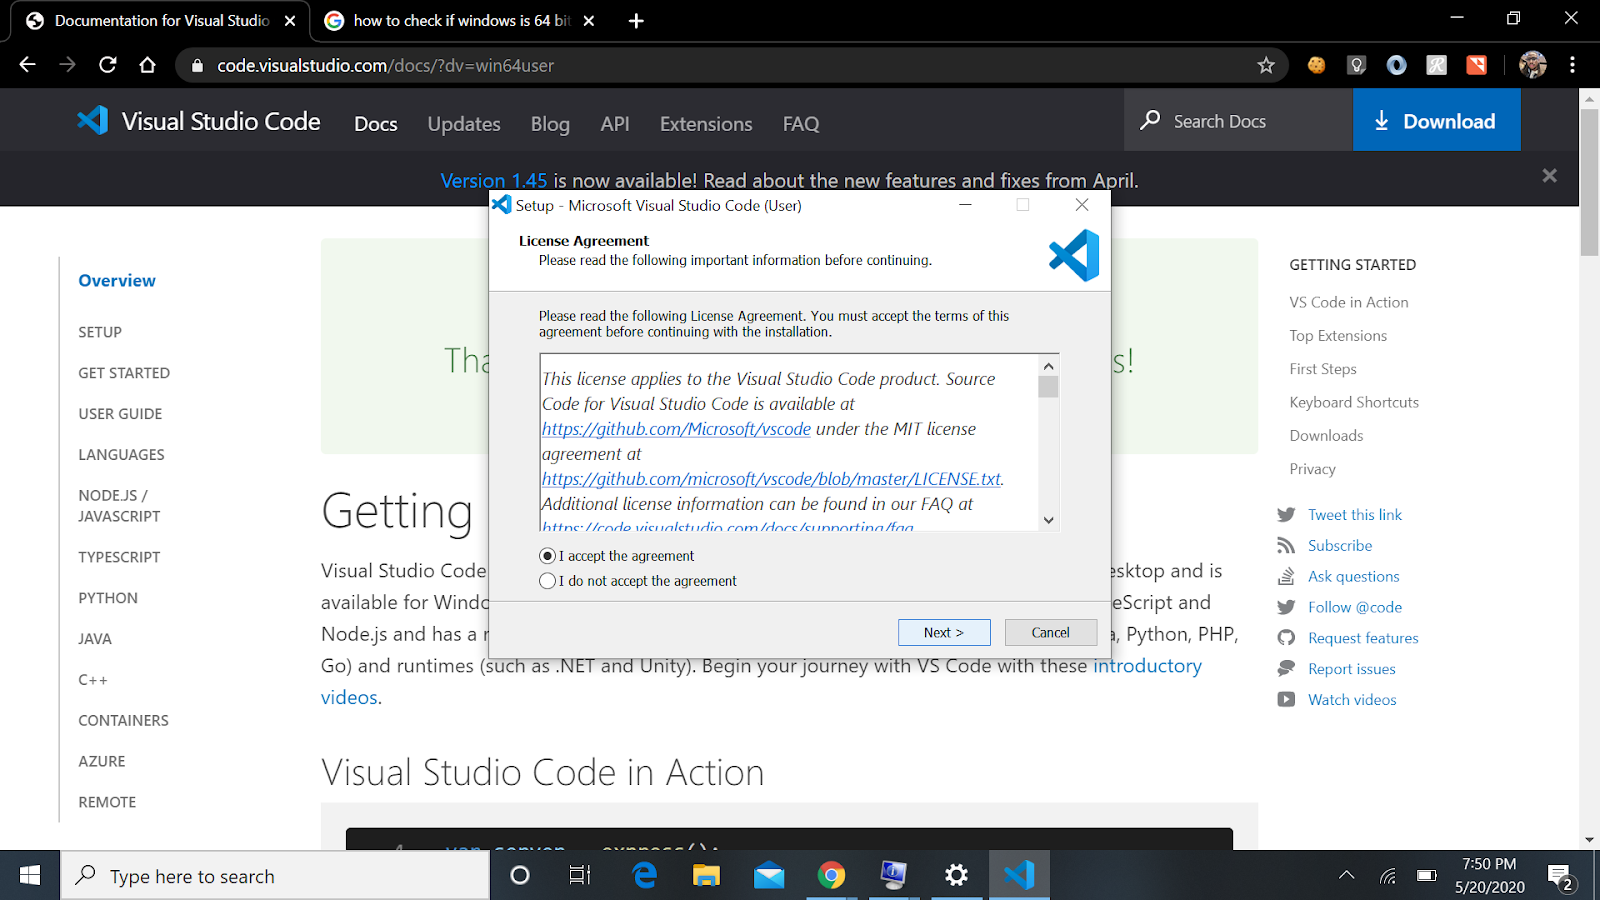 Documentation for Visual Studio
how to check if windows is 64 bit
code.visualstudio.com/docs/?dv=win64user
Visual Studio Code
Docs
Updates
Blog
API
Extensions
FAQ
Search Docs
Download
Version 1.45 is now available! Read about the new features and fixes from April.
Setup - Microsoft Visual Studio Code (User)
License Agreement
Please read the following important information before continuing.
Please read the following License Agreement. You must accept the terms of this
agreement before continuing with the installation.
This license applies to the Visual Studio Code product. Source
Code for Visual Studio Code is available at
https://github.com/Microsoft/vscode under the MIT license
agreement at
https://github.com/microsoft/vscode/blob/master/LICENSE.txt.
Additional license information can be found in our FAQ at
https://code.visualstudio.com/docs/supporting/faq.
I accept the agreement
I do not accept the agreement
Next >
Cancel
Overview
SETUP
GET STARTED
USER GUIDE
LANGUAGES
NODE.JS /
JAVASCRIPT
TYPESCRIPT
PYTHON
JAVA
C++
CONTAINERS
AZURE
REMOTE
Tha s!
Getting
Visual Studio Code esktop and is
available for Windo eScript and
Node.js and has a r a, Python, PHP,
Go) and runtimes (such as .NET and Unity). Begin your journey with VS Code with these introductory
videos.
Visual Studio Code in Action
GETTING STARTED
VS Code in Action
Top Extensions
First Steps
Keyboard Shortcuts
Downloads
Privacy
Tweet this link
Subscribe
Ask questions
Follow @code
Request features
Report issues
Watch videos
Type here to search
7:50 PM
5/20/2020
2